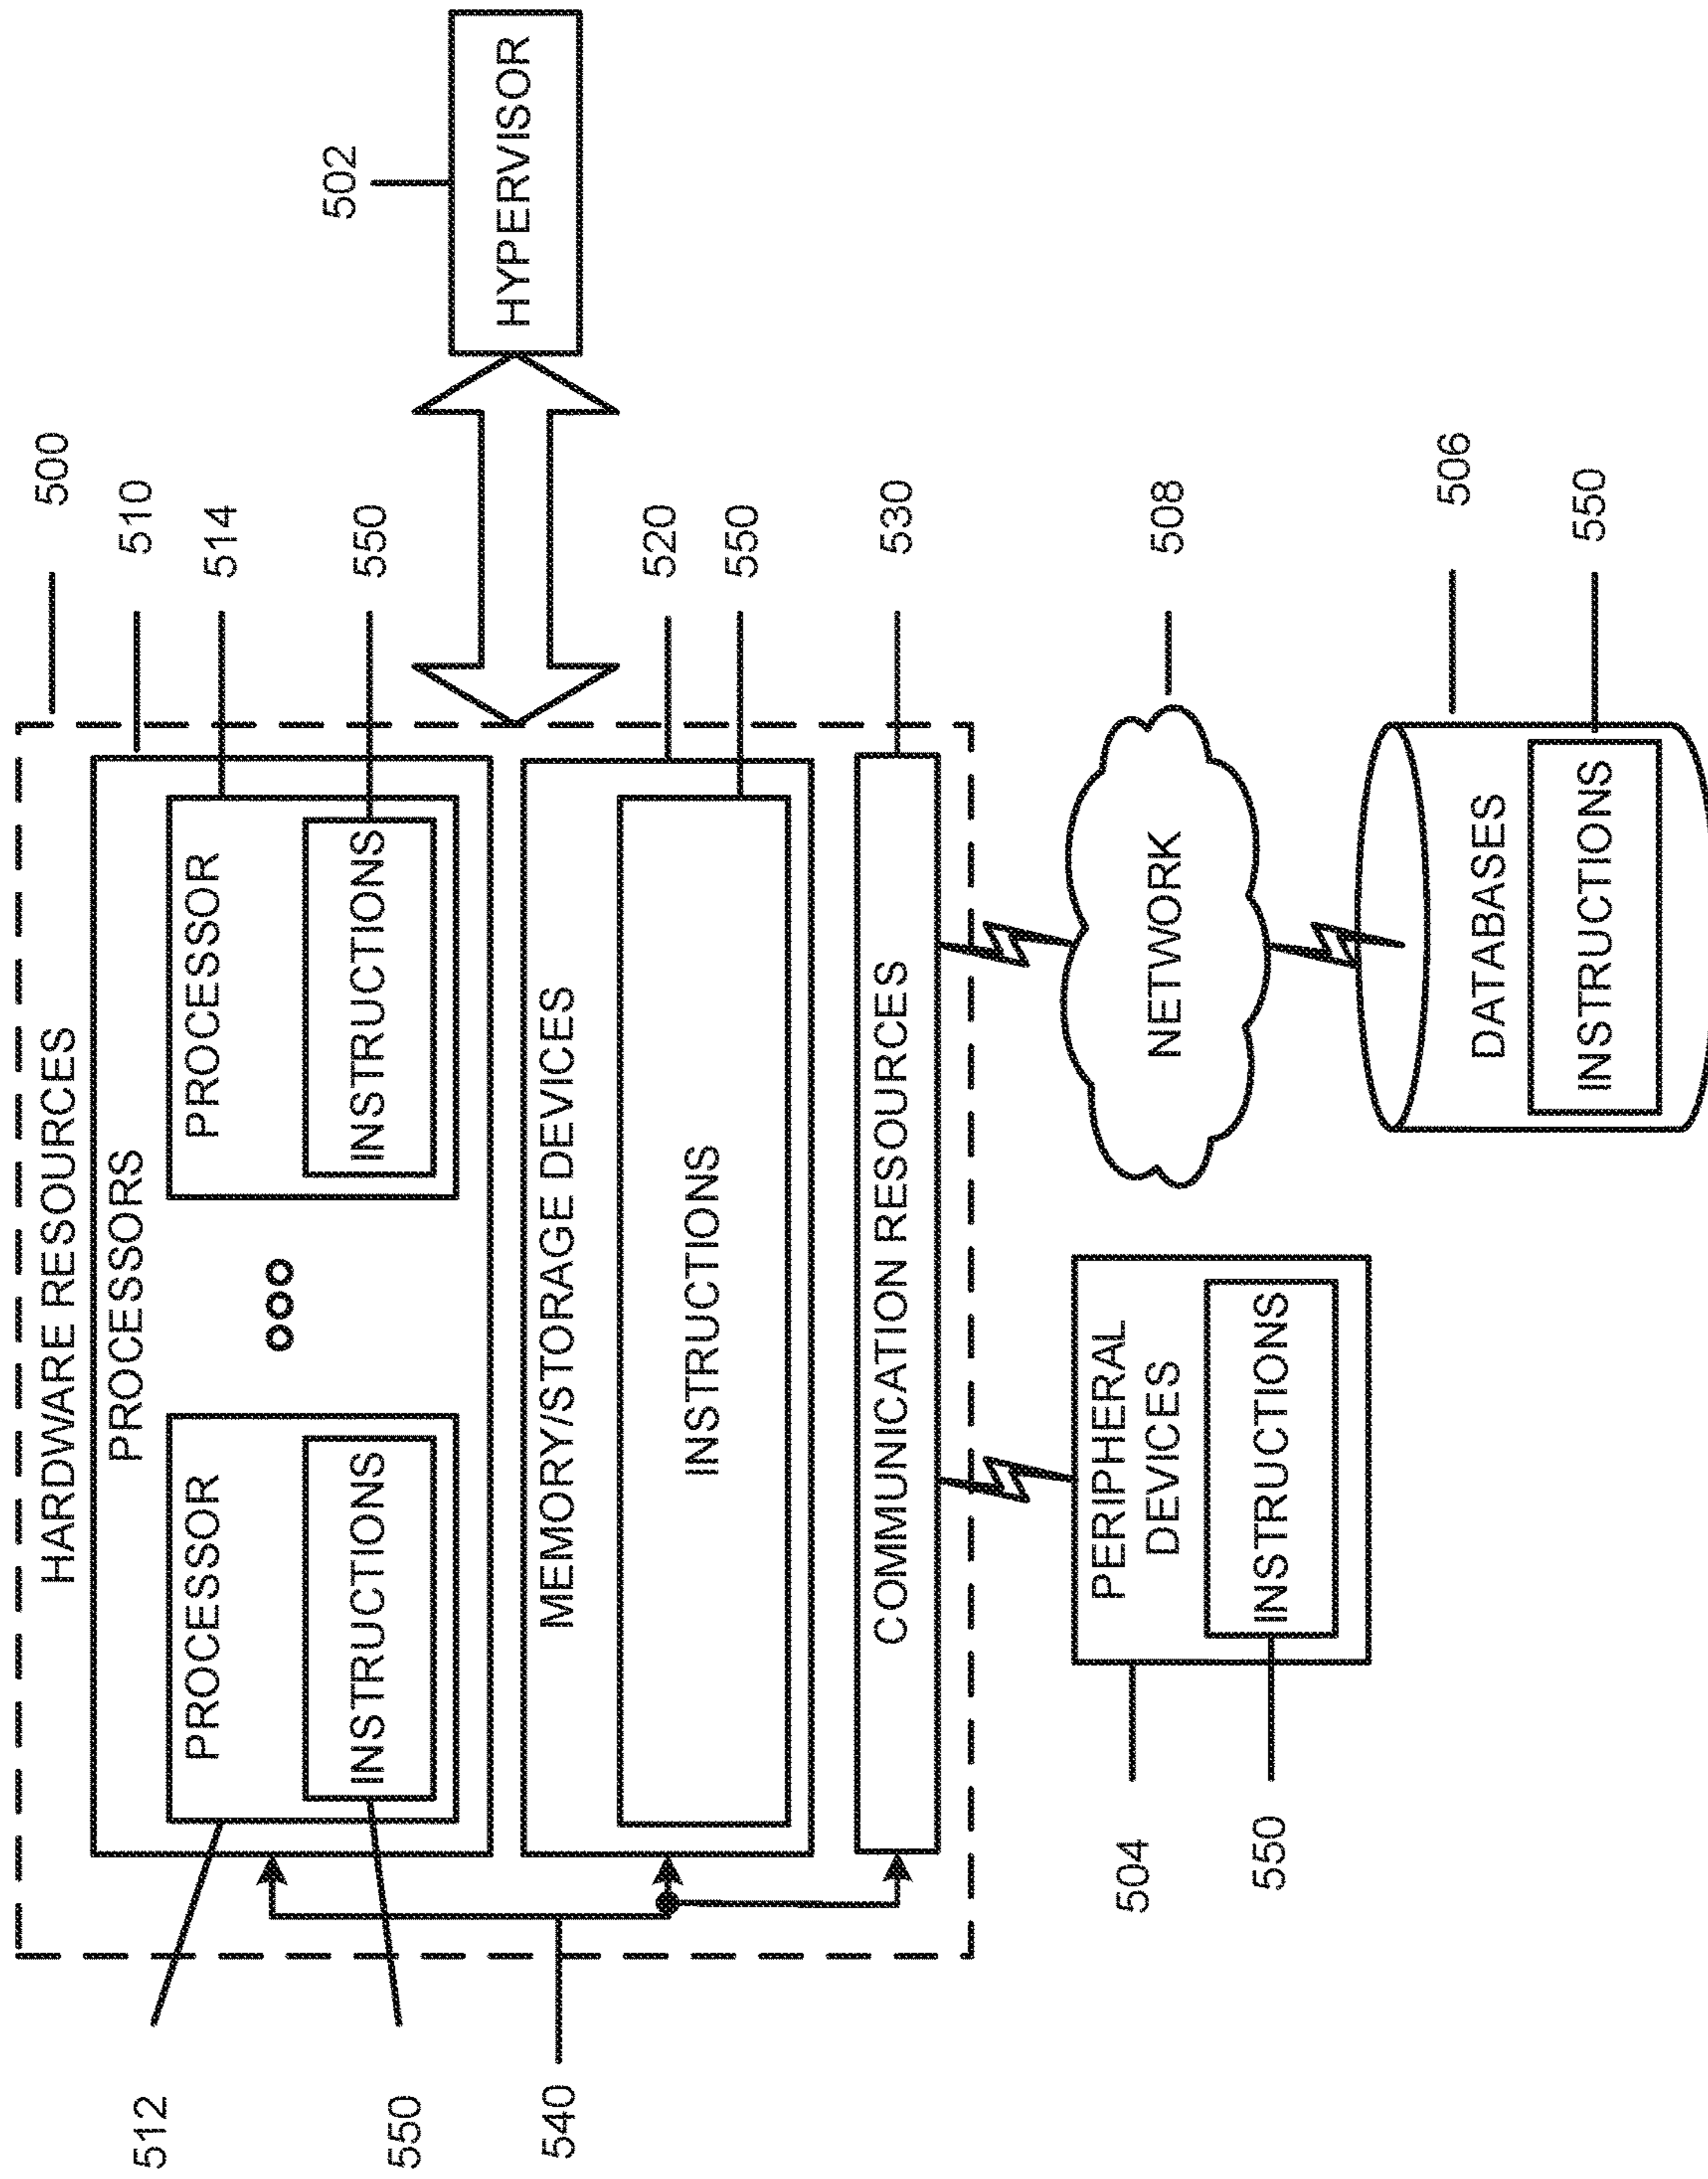 HARDWARE RESOURCES
500
PROCESSORS
510
PROCESSOR
PROCESSOR
514
512
INSTRUCTIONS
INSTRUCTIONS
550
550
502
HYPERVISOR
540
MEMORY/STORAGE DEVICES
520
INSTRUCTIONS
550
COMMUNICATION RESOURCES
530
PERIPHERAL
DEVICES
504
INSTRUCTIONS
550
NETWORK
508
506
DATABASES
INSTRUCTIONS
550